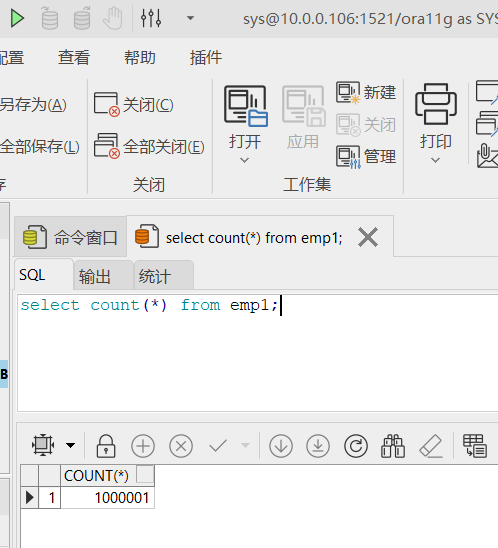 sys@10.0.0.106:1521/ora11g as SYS
配置 查看 帮助 插件
另存为(A) 关闭(C) 新建
打开 应用 关闭 打印
全部保存(L) 全部关闭(E) 管理
存 关闭 工作集
命令窗口 select count(*) from emp1;
SQL 输出 统计
select count(*) from emp1;
B
COUNT(*)
1 1000001